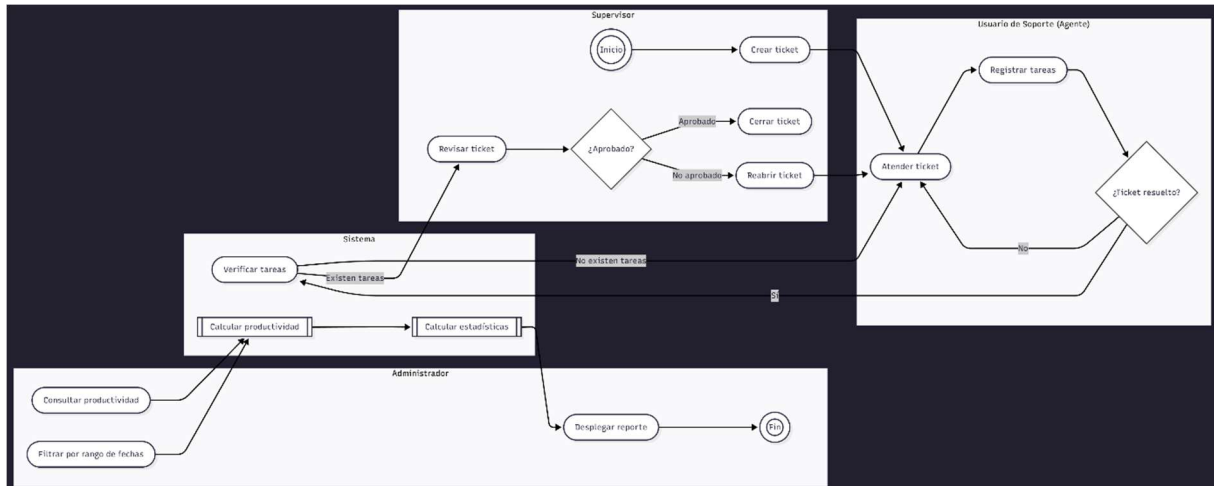 Supervisor
Inicio
Crear ticket
Revisar ticket
¿Aprobado?
Aprobado
Cerrar ticket
No aprobado
Reabrir ticket
Usuario de Soporte (Agente)
Registrar tareas
Atender ticket
¿Ticket resuelto?
No
Sistema
Verificar tareas
No existen tareas
Existen tareas
Sí
Calcular productividad
Calcular estadísticas
Administrador
Consultar productividad
Filtrar por rango de fechas
Desplegar reporte
Fin